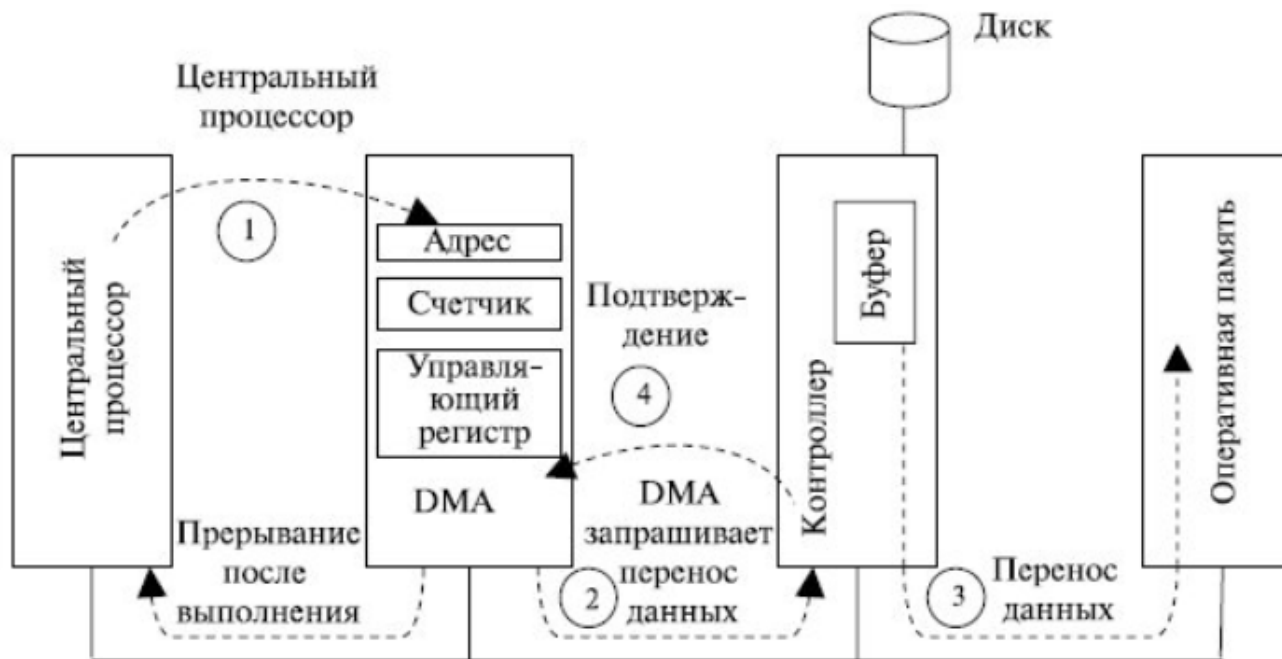 Диск
Центральный
процессор
1
Центральный
процессор
Адрес
Счетчик
Управля-
ющий
регистр
DMA
Подтверж-
дение
4
Буфер
Контроллер
Оперативная память
Прерывание
после
выполнения
DMA
запрашивает
перенос
данных
2
3
Перенос
данных